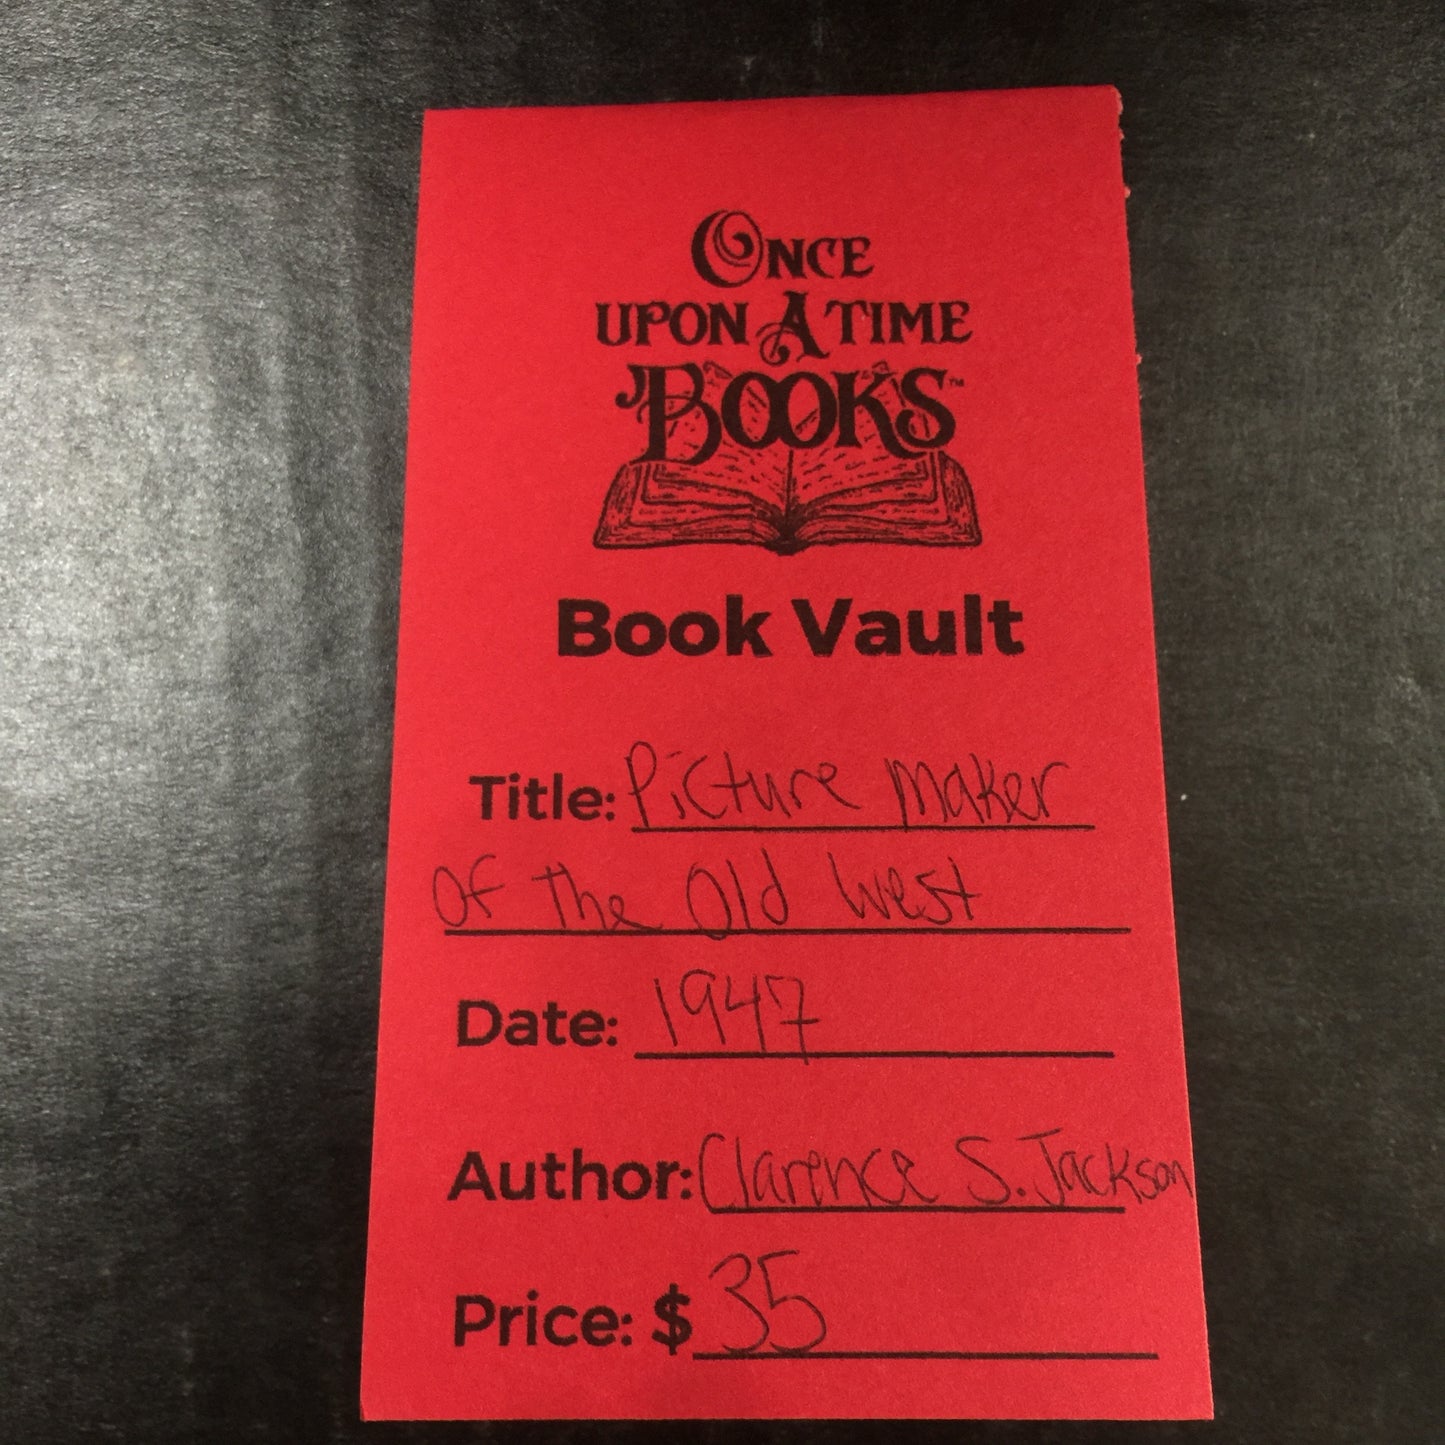 ONCE
UPON A TIME
BOOKS™
Book Vault
Title: Picture Maker
Of The Old West
Date: 1947
Author: Clarence S. Jackson
Price: $ 35